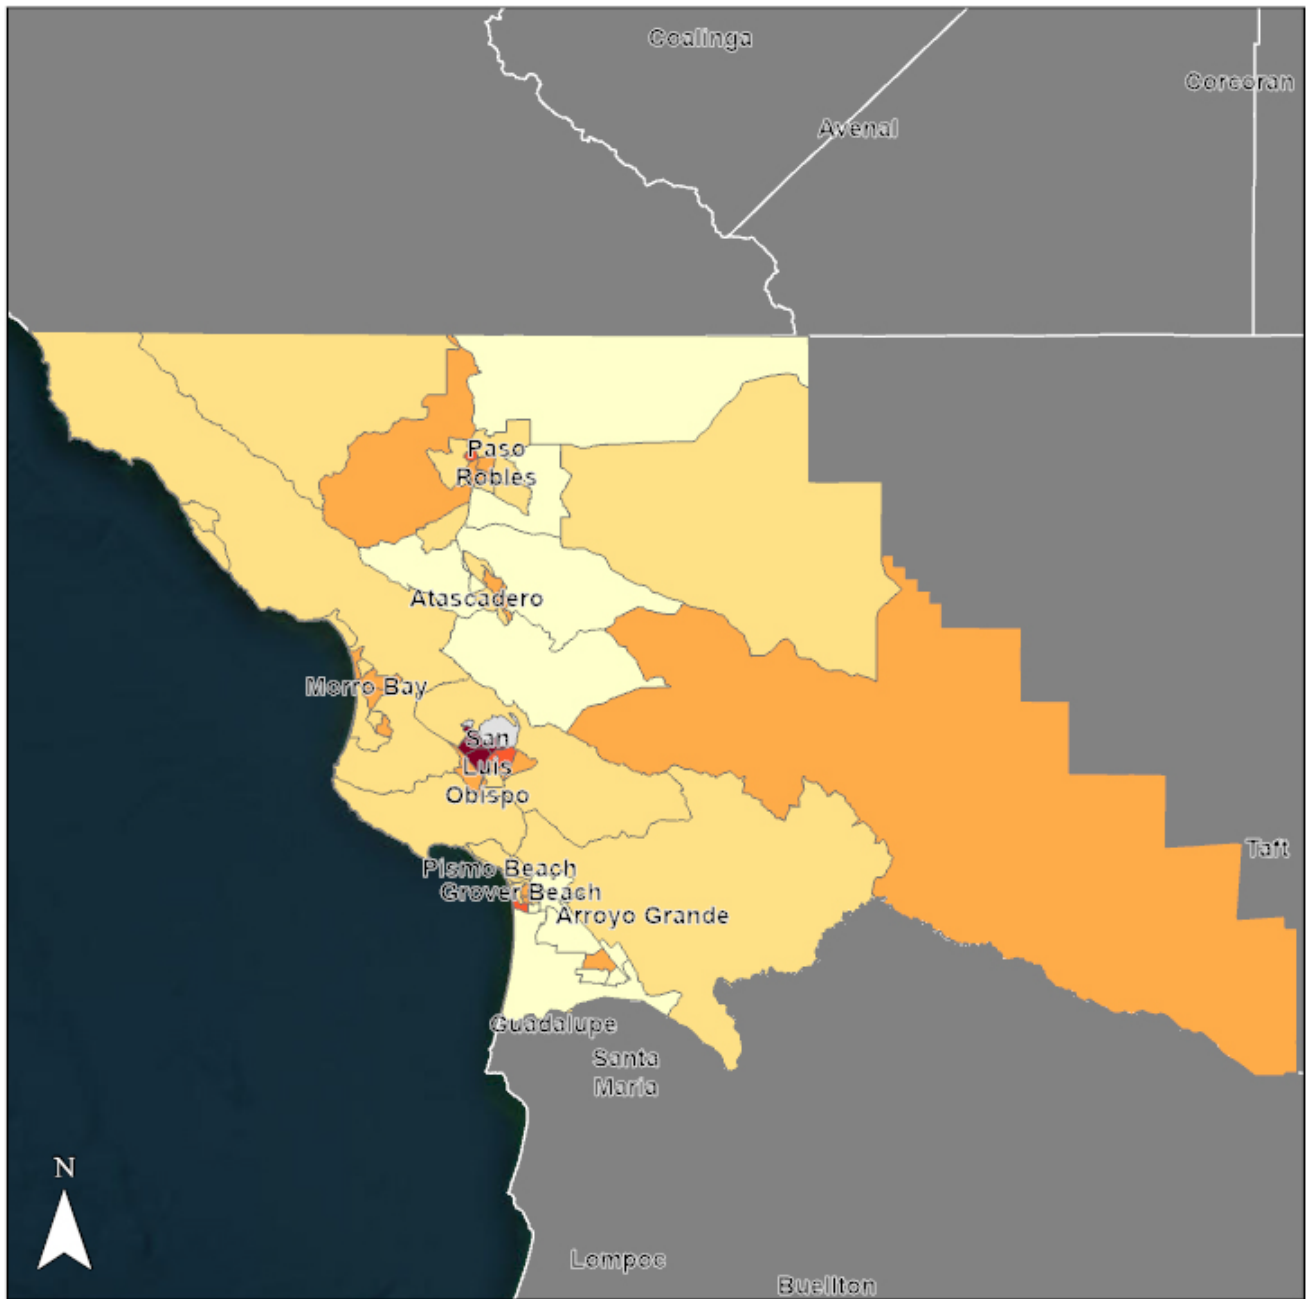 Coalinga
Corcoran
Avenal
Paso
Robles
Atascadero
Morro Bay
San
Luis
Obispo
Taft
Pismo Beach
Grover Beach
Arroyo Grande
Guadalupe
Santa
Maria
N
Lompoc
Buellton